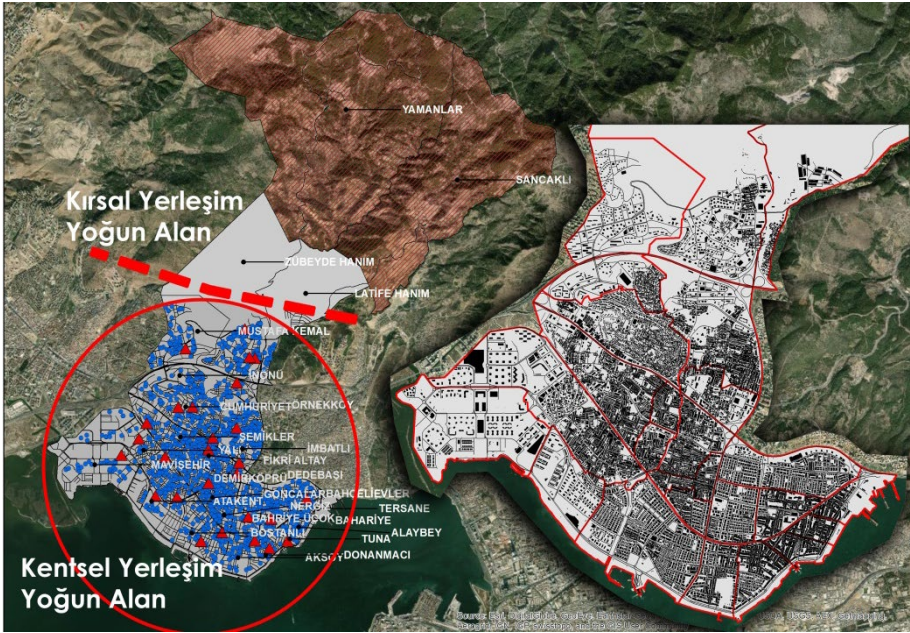 YAMANLAR
SANCAKLI
Kırsal Yerleşim
Yoğun Alan
ZÜBEYDE HANIM
LATİFE HANIM
MUSTAFA KEMAL
İNÖNÜ
CUMHURİYET ÖRNEKKÖY
ŞEMIKLER
YALI İMBATLI
FİKRİ ALTAY
MAVİŞEHİR
DEMİRKÖPRÜ DEDEBAŞI
GONCALAR BAHÇELİEVLER
ATAKENT
NERGİZ TERSANE
BAHRİYE ÜÇOK BAHARİYE
BOSTANLI ALAYBEY
TUNA
AKSOY DONANMACI
Kentsel Yerleşim
Yoğun Alan